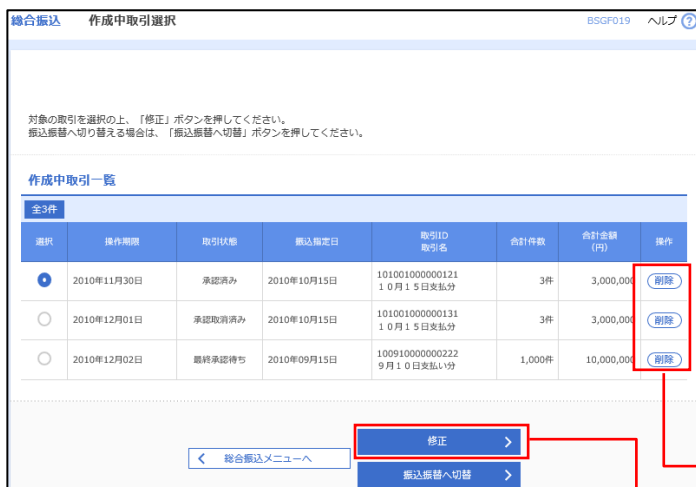 総合振込 作成中取引選択 BSGF019 ヘルプ ?
対象の取引を選択の上、「修正」ボタンを押してください。
振込振替へ切り替える場合は、「振込振替へ切替」ボタンを押してください。
作成中取引一覧
全3件
選択 操作期限 取引状態 振込指定日 取引ID 合計件数 合計金額 操作
取引名 (円)
2010年11月30日 承認済み 2010年10月15日 101001000000121 3件 3,000,000 削除
10月15日支払分
2010年12月01日 承認取消済み 2010年10月15日 101001000000131 3件 3,000,000 削除
10月15日支払分
2010年12月02日 最終承認待ち 2010年09月15日 100910000000222 1,000件 10,000,000 削除
9月10日支払い分
修正
総合振込メニューへ
振込振替へ切替